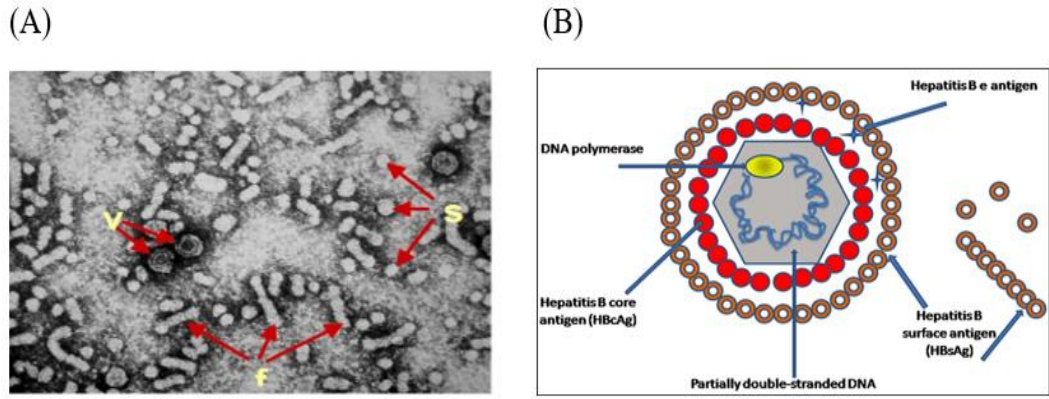 (A)
(B)
V
S
f
Hepatitis B e antigen
DNA polymerase
Hepatitis B core
antigen (HBcAg)
Hepatitis B
surface antigen
(HBsAg)
Partially double-stranded DNA